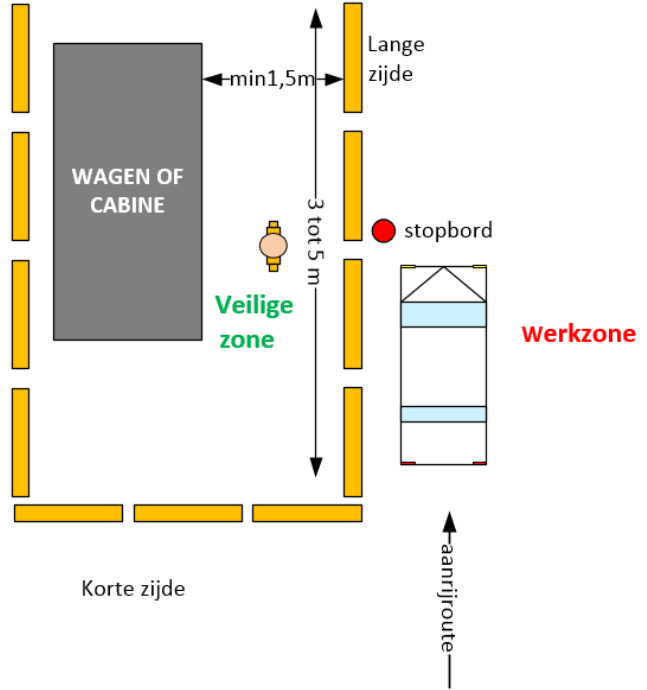 Lange
zijde
min1,5m
WAGEN OF
CABINE
3 tot 5 m
stopbord
Veilige
zone
Werkzone
aanrijroute
Korte zijde